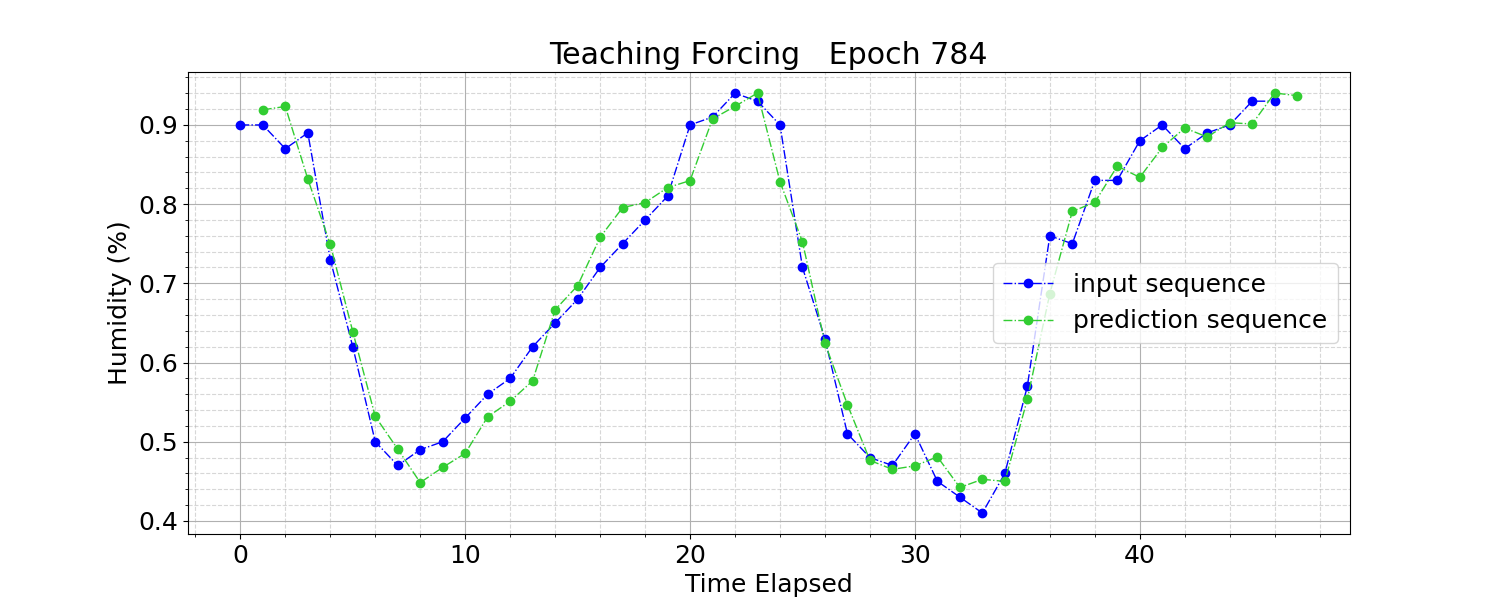 Teaching Forcing   Epoch 784
Humidity (%)
0.9
0.8
0.7
0.6
0.5
0.4
input sequence
prediction sequence
0 10 20 30 40
Time Elapsed